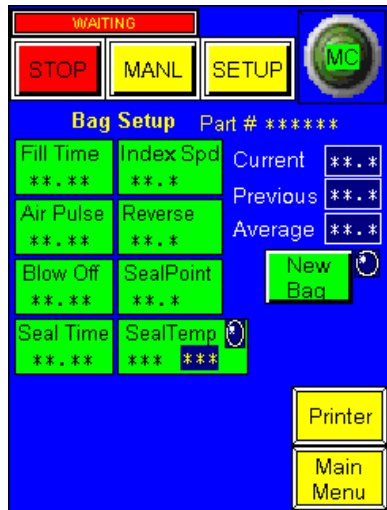 WAITING
STOP MANL SETUP MC
Bag Setup Part # ******
Fill Time Index Spd Current **.*
**.** **.*
Previous **.*
Air Pulse Reverse Average **.*
**.** **.*
Blow Off SealPoint New
**.** **.* Bag
Seal Time SealTemp
**.** *** ***
Printer
Main
Menu